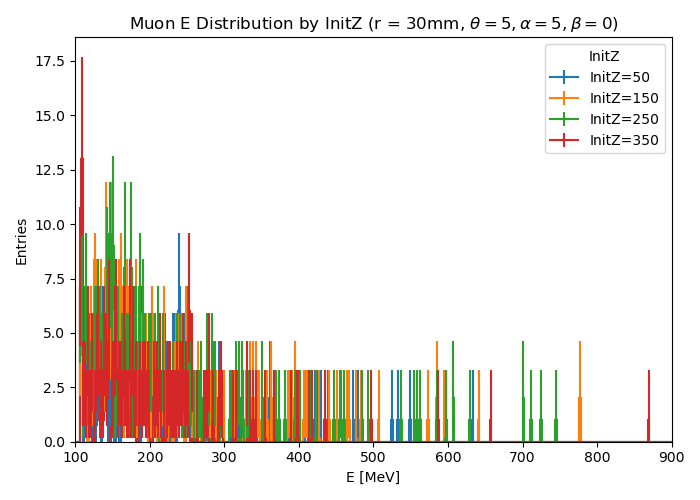 Muon E Distribution by InitZ (r = 30mm, θ = 5, α = 5, β = 0)
InitZ
InitZ=50
InitZ=150
InitZ=250
InitZ=350
17.5
15.0
12.5
10.0
7.5
5.0
2.5
0.0
Entries
100 200 300 400 500 600 700 800 900
E [MeV]